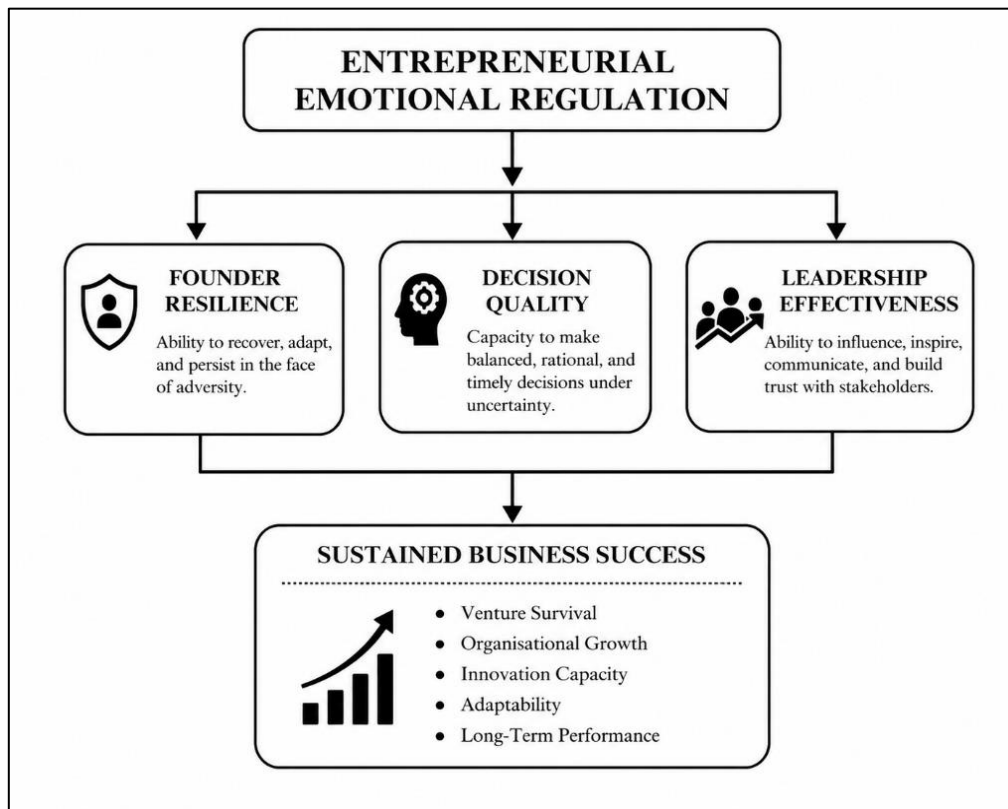 ENTREPRENEURIAL
EMOTIONAL REGULATION
FOUNDER
RESILIENCE
Ability to recover, adapt,
and persist in the face
of adversity.
DECISION
QUALITY
Capacity to make
balanced, rational, and
timely decisions under
uncertainty.
LEADERSHIP
EFFECTIVENESS
Ability to influence, inspire,
communicate, and build
trust with stakeholders.
SUSTAINED BUSINESS SUCCESS
• Venture Survival
• Organisational Growth
• Innovation Capacity
• Adaptability
• Long-Term Performance